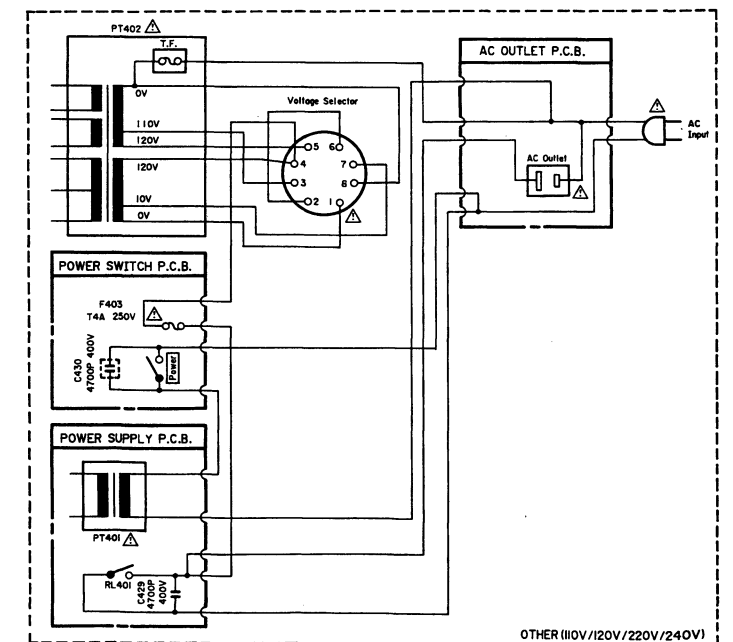 PT402 ⚠
T.F.
0V
110V
120V
120V
10V
0V
Voltage Selector
5 6
4 7
3 8
2 1
⚠
AC OUTLET P.C.B.
⚠
AC
Input
AC Outlet
⚠
POWER SWITCH P.C.B.
F403
T4A 250V
⚠
C430
4700P 400V
Power
POWER SUPPLY P.C.B.
PT401 ⚠
RL401
C429
4700P
400V
OTHER (110V/120V/220V/240V)